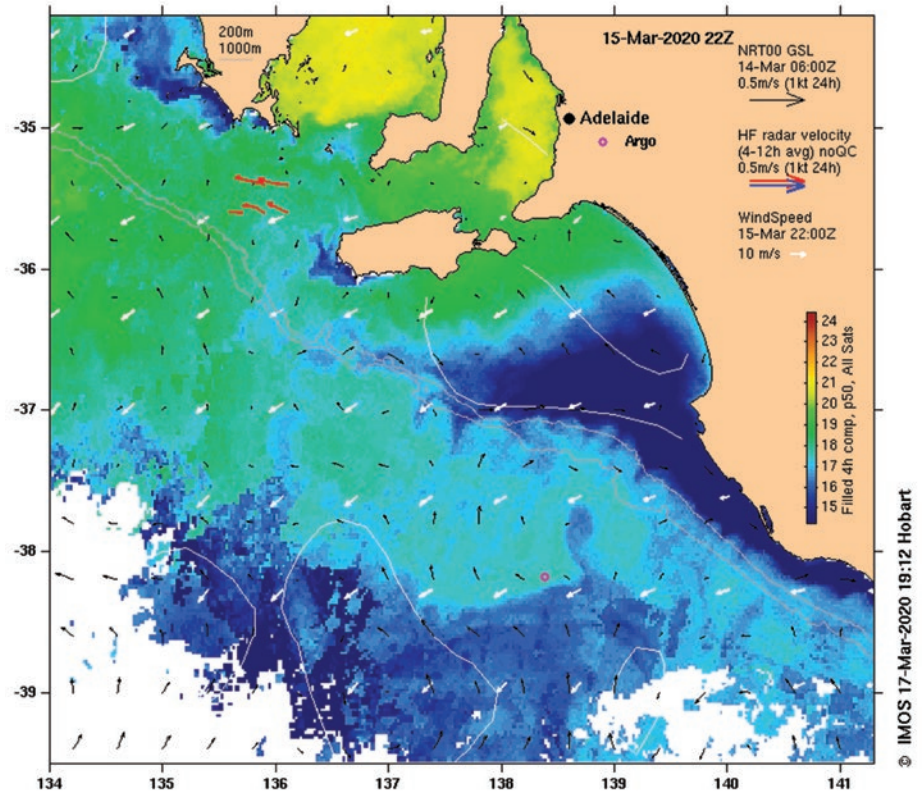 200m
1000m
15-Mar-2020 22Z
NRT00 GSL
14-Mar 06:00Z
0.5m/s (1kt 24h)
Adelaide
Argo
HF radar velocity
(4-12h avg) noQC
0.5m/s (1kt 24h)
WindSpeed
15-Mar 22:00Z
10 m/s
-35
-36
-37
-38
-39
24
23
22
21
20
19
18
17
16
15
Filled 4h comp, p50, All Sats
134
135
136
137
138
139
140
141
© IMOS 17-Mar-2020 19:12 Hobart